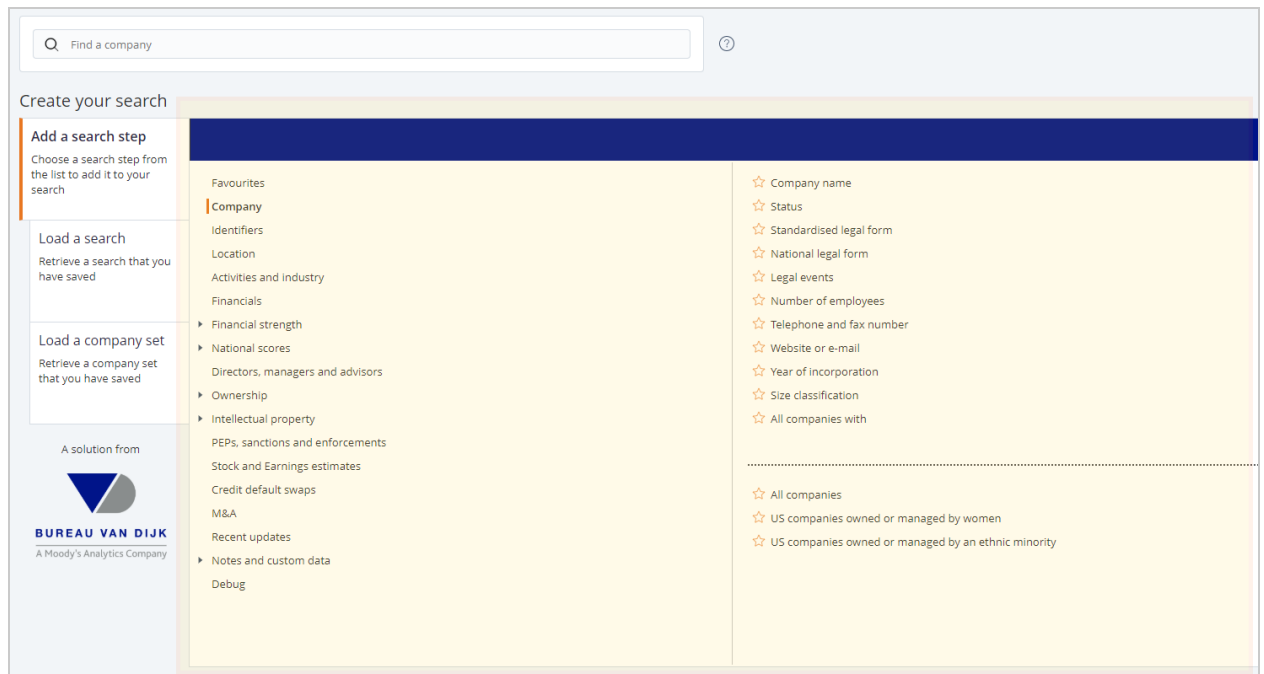 Find a company
Create your search
Add a search step
Choose a search step from
the list to add it to your
search
Load a search
Retrieve a search that you
have saved
Load a company set
Retrieve a company set
that you have saved
A solution from
BUREAU VAN DIJK
A Moody's Analytics Company
Favourites
Company
Identifiers
Location
Activities and industry
Financials
Financial strength
National scores
Directors, managers and advisors
Ownership
Intellectual property
PEPs, sanctions and enforcements
Stock and Earnings estimates
Credit default swaps
M&A
Recent updates
Notes and custom data
Debug
Company name
Status
Standardised legal form
National legal form
Legal events
Number of employees
Telephone and fax number
Website or e-mail
Year of incorporation
Size classification
All companies with
All companies
US companies owned or managed by women
US companies owned or managed by an ethnic minority